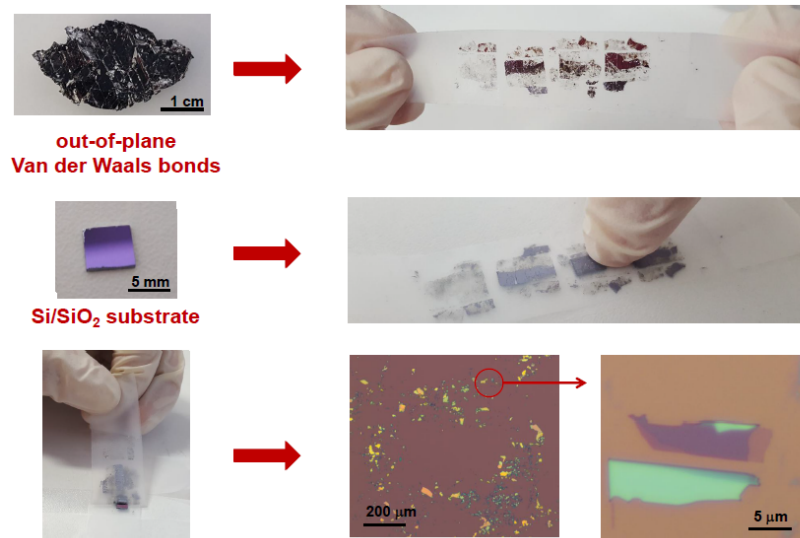 1 cm
out-of-plane
Van der Waals bonds
5 mm
Si/SiO₂ substrate
200 μm
5 μm